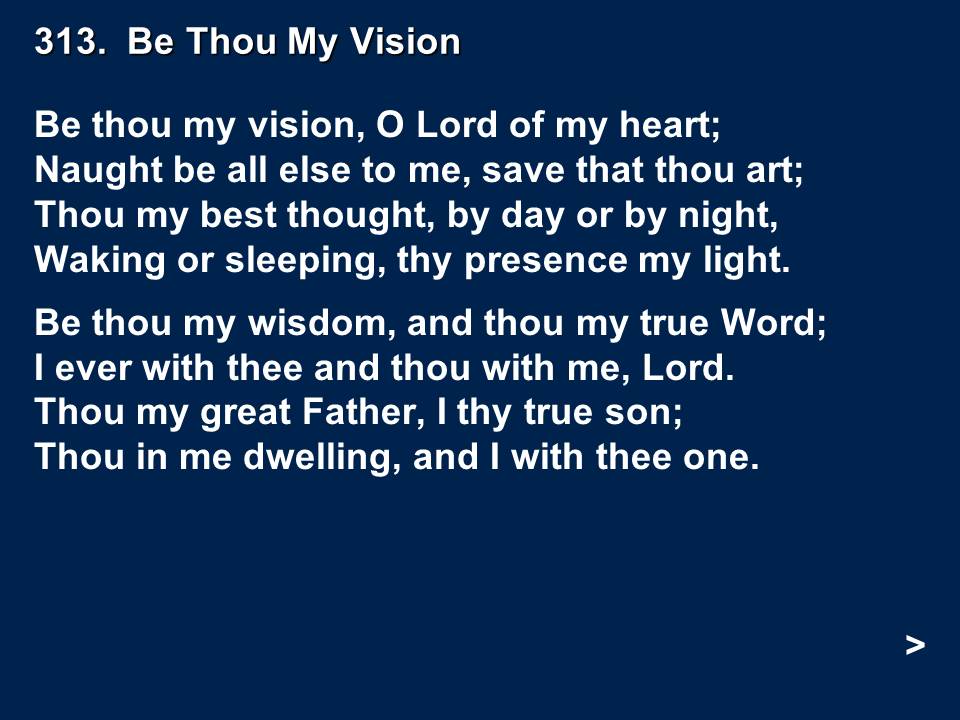 313.  Be Thou My Vision
Be thou my vision, O Lord of my heart;
Naught be all else to me, save that thou art;
Thou my best thought, by day or by night,
Waking or sleeping, thy presence my light.
Be thou my wisdom, and thou my true Word;
I ever with thee and thou with me, Lord.
Thou my great Father, I thy true son;
Thou in me dwelling, and I with thee one.
>